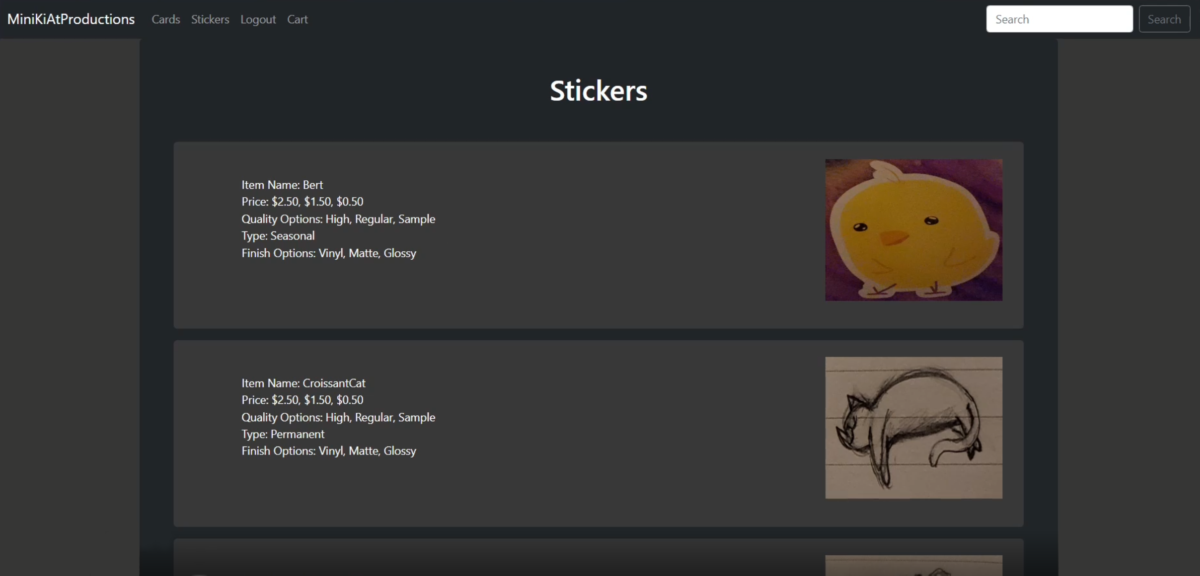 MiniKiAtProductions Cards Stickers Logout Cart Search Search
Stickers
Item Name: Bert
Price: $2.50, $1.50, $0.50
Quality Options: High, Regular, Sample
Type: Seasonal
Finish Options: Vinyl, Matte, Glossy
Item Name: CroissantCat
Price: $2.50, $1.50, $0.50
Quality Options: High, Regular, Sample
Type: Permanent
Finish Options: Vinyl, Matte, Glossy